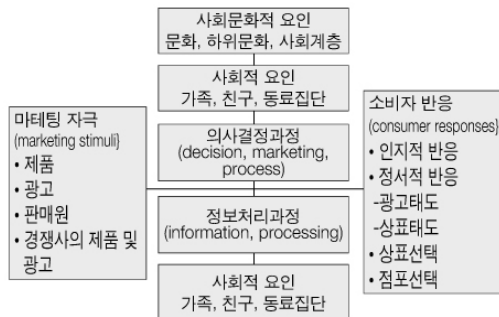 사회문화적 요인
문화, 하위문화, 사회계층
사회적 요인
가족, 친구, 동료집단
마테팅 자극
(marketing stimuli}
• 제품
• 광고
• 판매원
• 경쟁사의 제품 및
광고
의사결정과정
(decision, marketing,
process)
정보처리과정
(information, processing)
사회적 요인
가족, 친구, 동료집단
소비자 반응
(consumer responses)
• 인지적 반응
• 정서적 반응
-광고태도
-상표태도
• 상표선택
• 점포선택